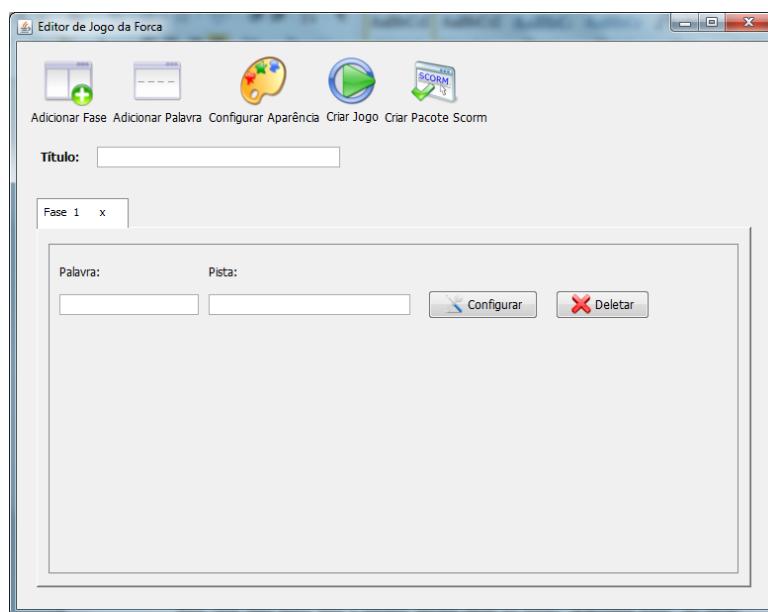 Editor de Jogo da Forca
SCORM
Adicionar Fase Adicionar Palavra Configurar Aparência Criar Jogo Criar Pacote Scorm
Título:
Fase 1 x
Palavra: Pista:
Configurar Deletar